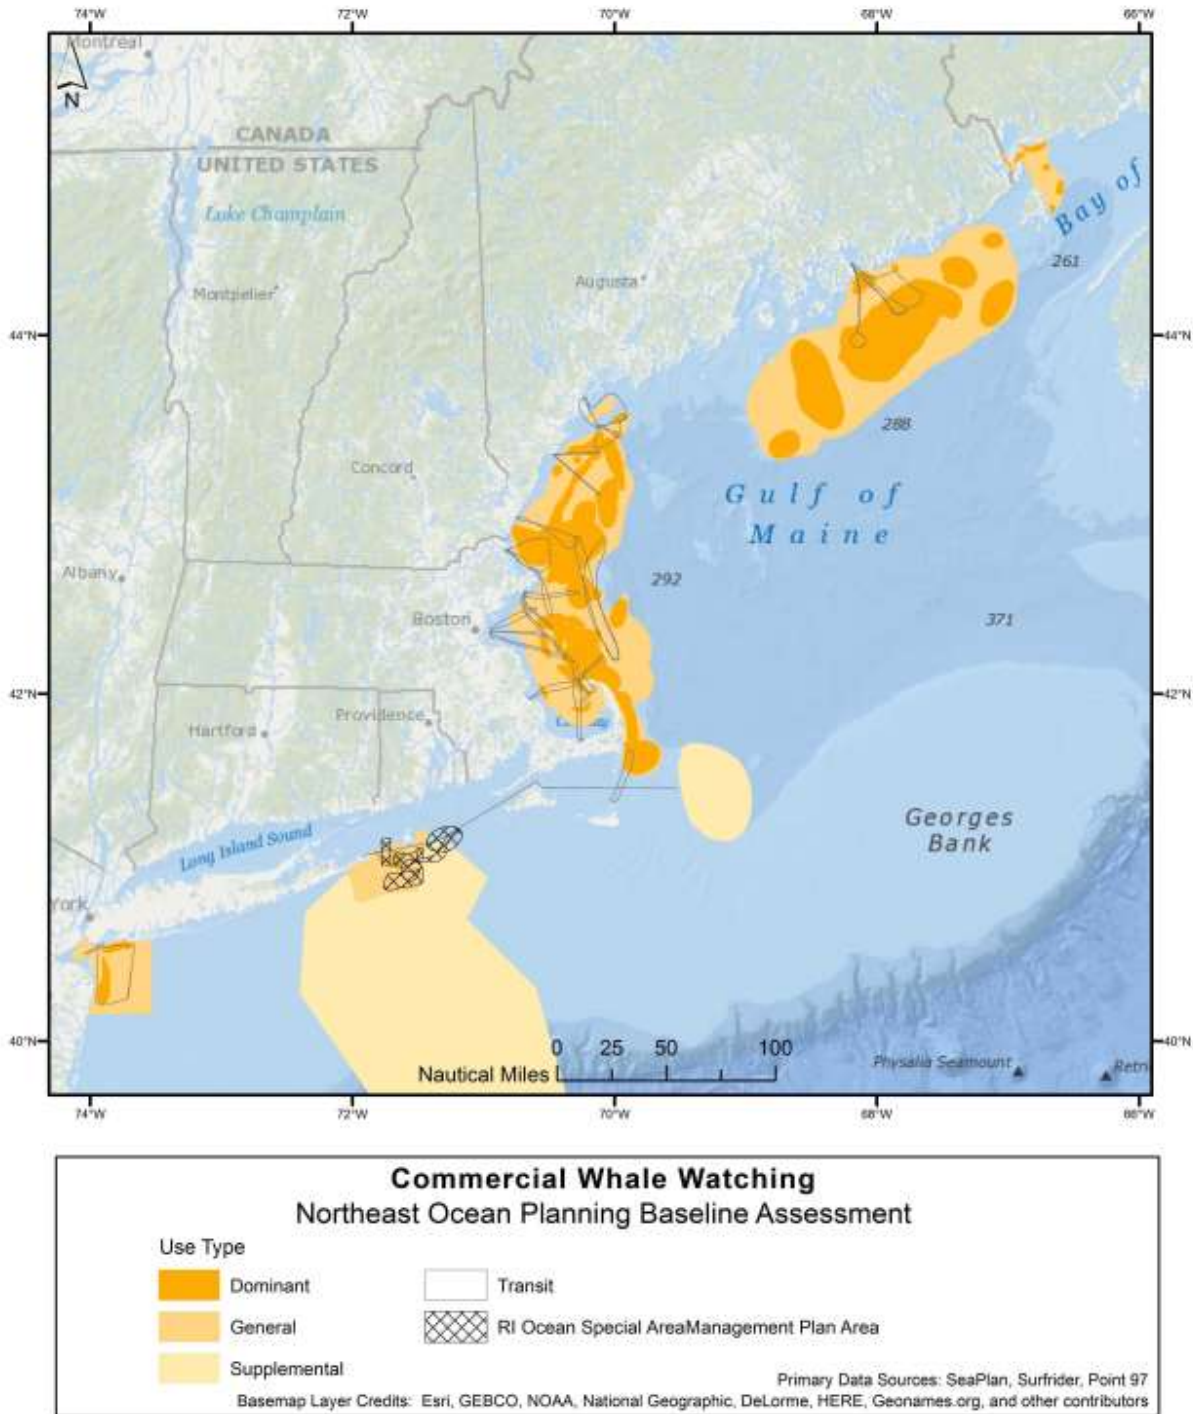 74°W 72°W 70°W 68°W 66°W
Montreal
N
CANADA
UNITED STATES
Lake Champlain
Bay of
261
Montpelier
Augusta
44°N 44°N
288
Concord
Gulf of
Maine
292
Albany
371
Boston
42°N 42°N
Providence
Hartford
Georges
Bank
Long Island Sound
York
40°N 40°N
0 25 50 100
Nautical Miles
Physalia Seamount
Retri
74°W 72°W 70°W 68°W 66°W
Commercial Whale Watching
Northeast Ocean Planning Baseline Assessment
Use Type
Dominant
Transit
General
RI Ocean Special AreaManagement Plan Area
Supplemental
Primary Data Sources: SeaPlan, Surfrider, Point 97
Basemap Layer Credits: Esri, GEBCO, NOAA, National Geographic, DeLorme, HERE, Geonames.org, and other contributors